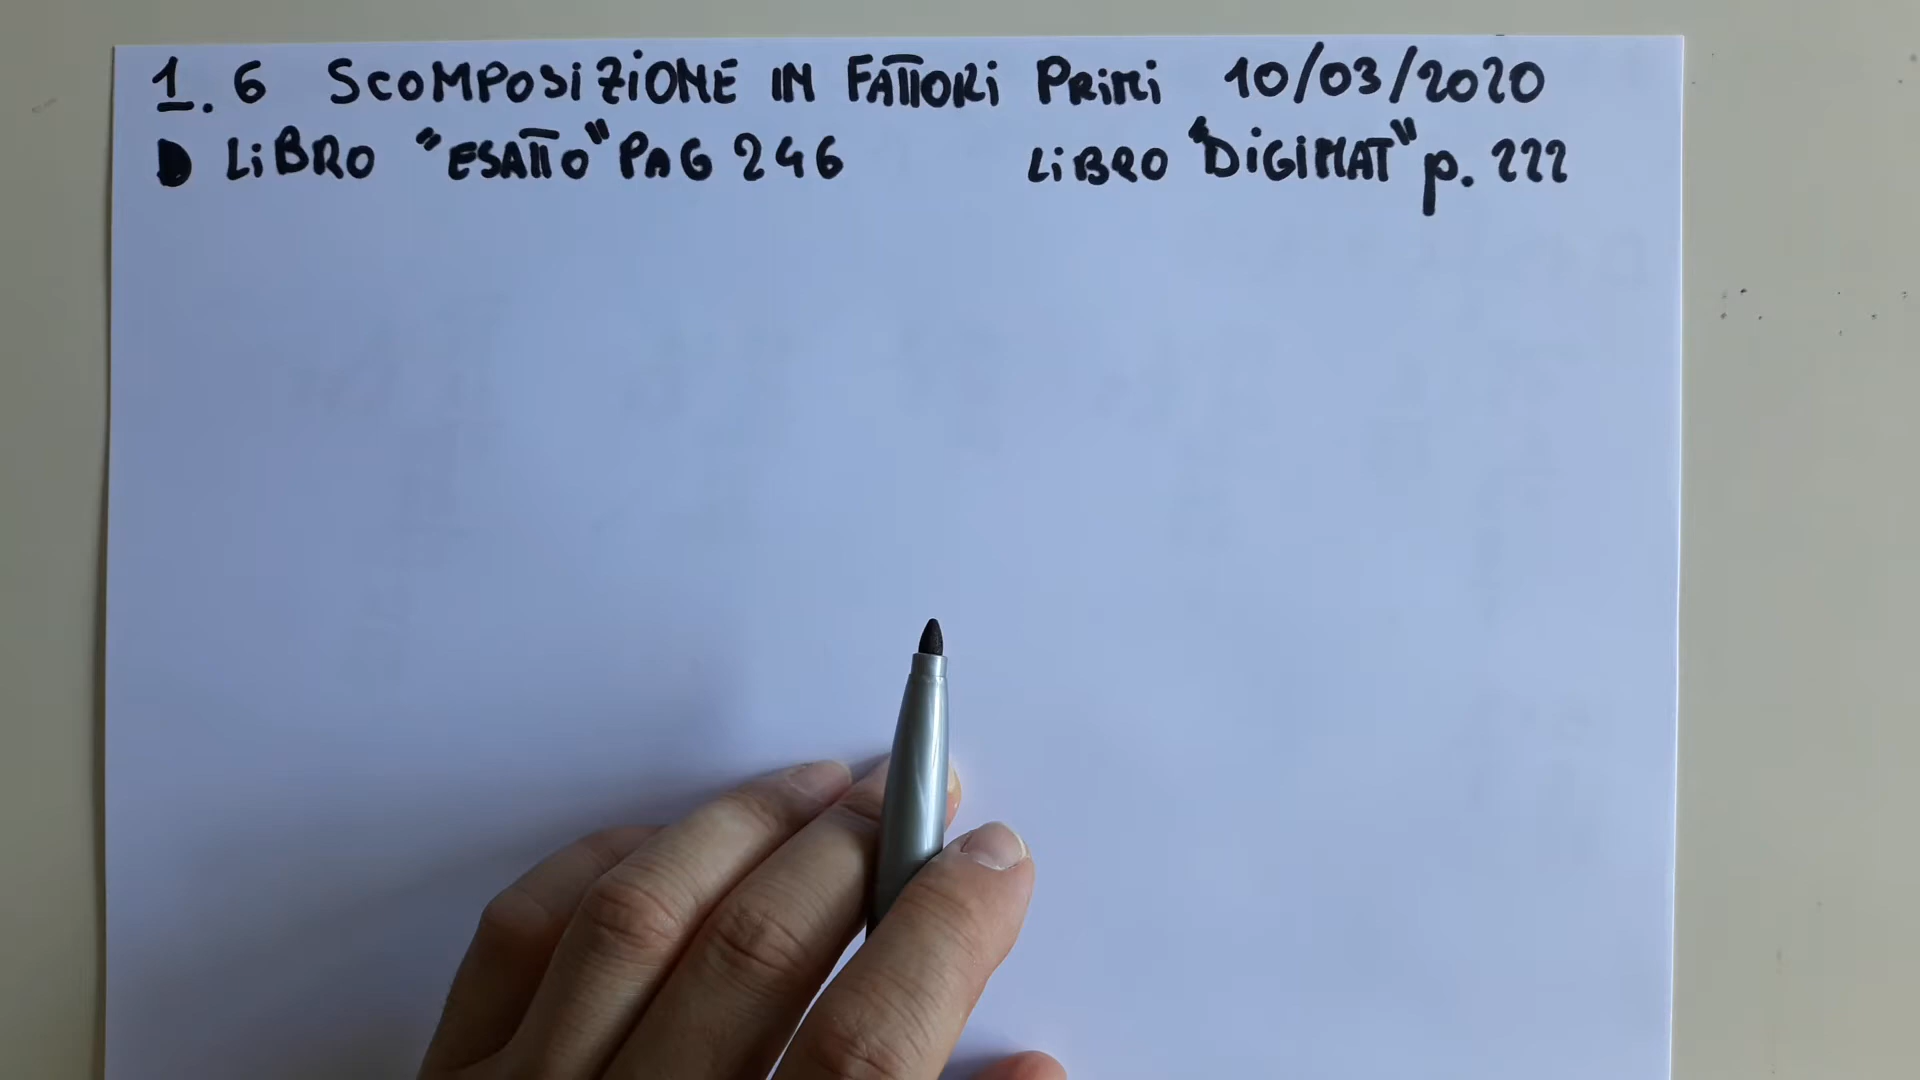 1.6 SCOMPOSIZIONE IN FATTORI PRIMI 10/03/2020
D LIBRO "ESATTO" PAG 246 LIBRO "DIGIMAT" p. 222